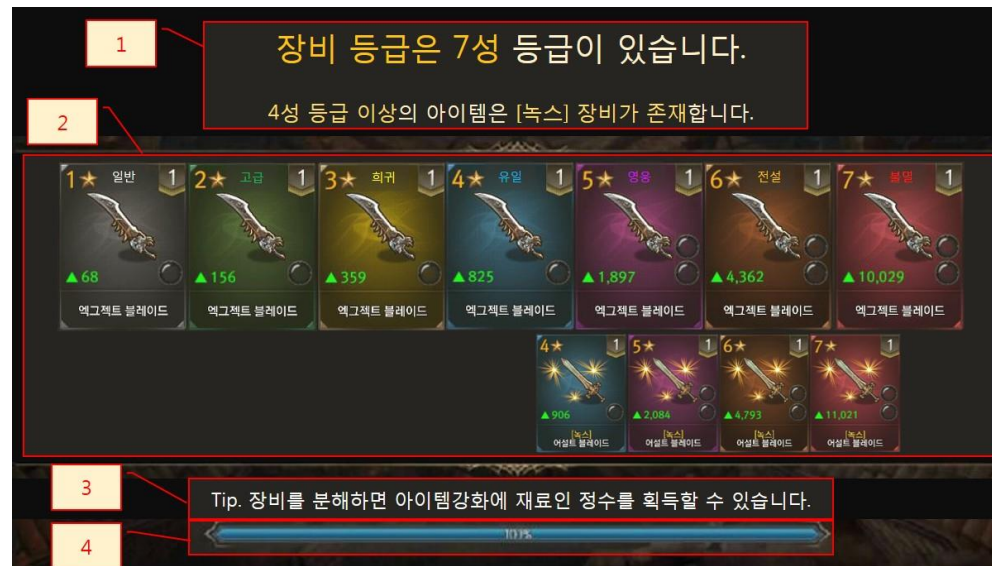 1
장비 등급은 7성 등급이 있습니다.
4성 등급 이상의 아이템은 [녹스] 장비가 존재합니다.
2
1★ 일반 1
▲68
엑그젝트 블레이드
2★ 고급 1
▲156
엑그젝트 블레이드
3★ 희귀 1
▲359
엑그젝트 블레이드
4★ 유일 1
▲825
엑그젝트 블레이드
5★ 영웅 1
▲1,897
엑그젝트 블레이드
6★ 전설 1
▲4,362
엑그젝트 블레이드
7★ 불멸 1
▲10,029
엑그젝트 블레이드
4★ 1
▲906
[녹스]
어설트 블레이드
5★ 1
▲2,084
[녹스]
어설트 블레이드
6★ 1
▲4,793
[녹스]
어설트 블레이드
7★ 1
▲11,021
[녹스]
어설트 블레이드
3
Tip. 장비를 분해하면 아이템강화에 재료인 정수를 획득할 수 있습니다.
4
100%